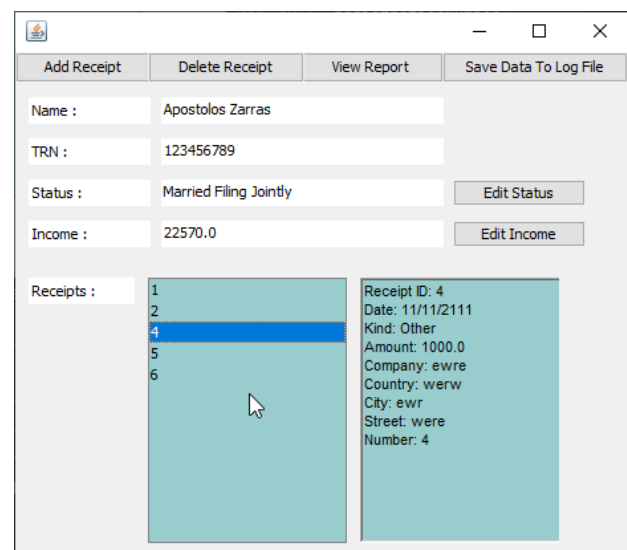 Add Receipt Delete Receipt View Report Save Data To Log File
Name : Apostolos Zarras
TRN : 123456789
Status : Married Filing Jointly Edit Status
Income : 22570.0 Edit Income
Receipts :
1
2
4
5
6
Receipt ID: 4
Date: 11/11/2111
Kind: Other
Amount: 1000.0
Company: ewre
Country: werw
City: ewr
Street: were
Number: 4